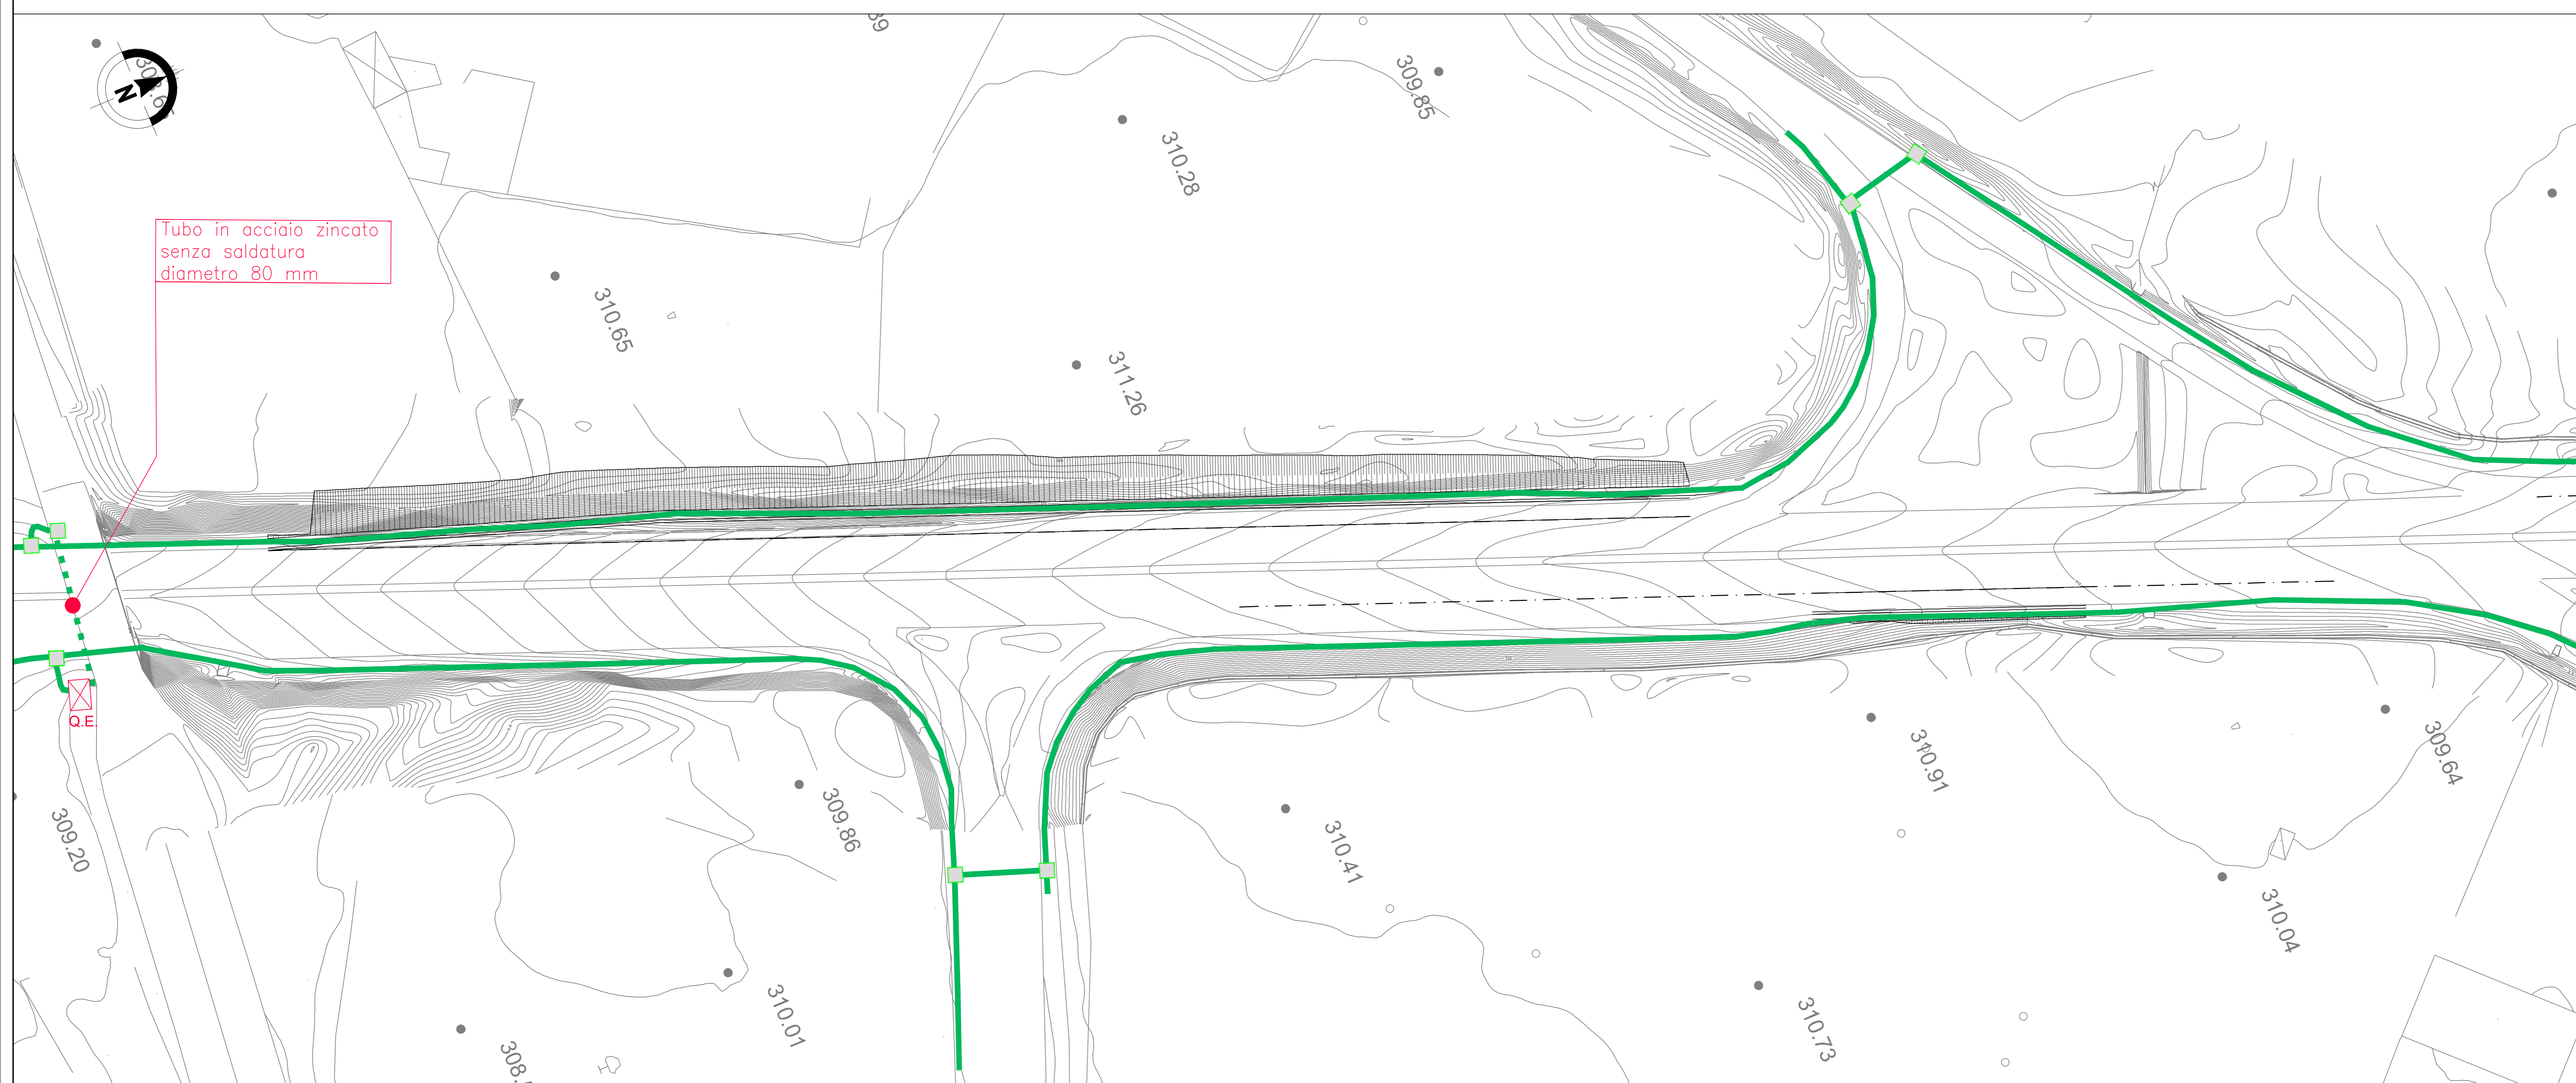 39
309.85
N
310.28
Tubo in acciaio zincato
senza saldatura
diametro 80 mm
310.65
311.26
Q.E.
310.91
309.64
309.20
309.86
310.41
310.04
310.01
310.73